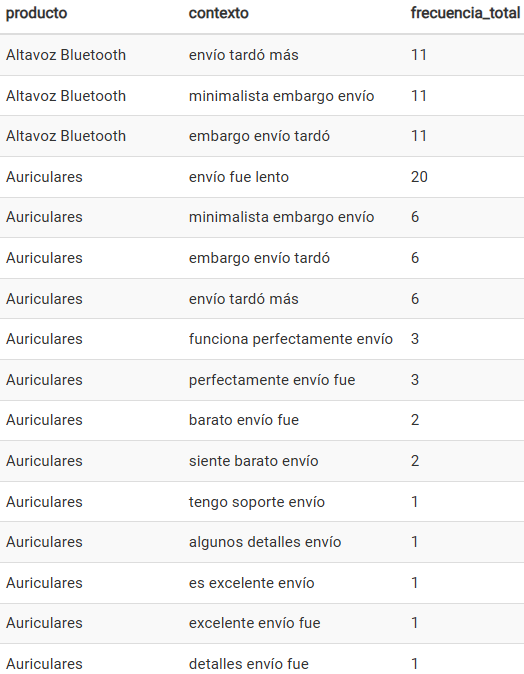 producto contexto frecuencia_total
Altavoz Bluetooth envío tardó más 11
Altavoz Bluetooth minimalista embargo envío 11
Altavoz Bluetooth embargo envío tardó 11
Auriculares envío fue lento 20
Auriculares minimalista embargo envío 6
Auriculares embargo envío tardó 6
Auriculares envío tardó más 6
Auriculares funciona perfectamente envío 3
Auriculares perfectamente envío fue 3
Auriculares barato envío fue 2
Auriculares siente barato envío 2
Auriculares tengo soporte envío 1
Auriculares algunos detalles envío 1
Auriculares es excelente envío 1
Auriculares excelente envío fue 1
Auriculares detalles envío fue 1